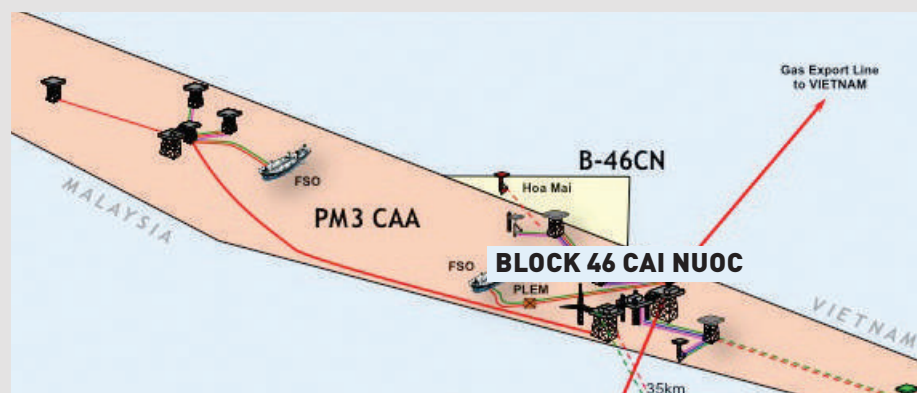 Gas Export Line
to VIETNAM
B-46CN
Hoa Mai
FSO
MALAYSIA
PM3 CAA
BLOCK 46 CAI NUOC
FSO
PLEM
VIETNAM
35km